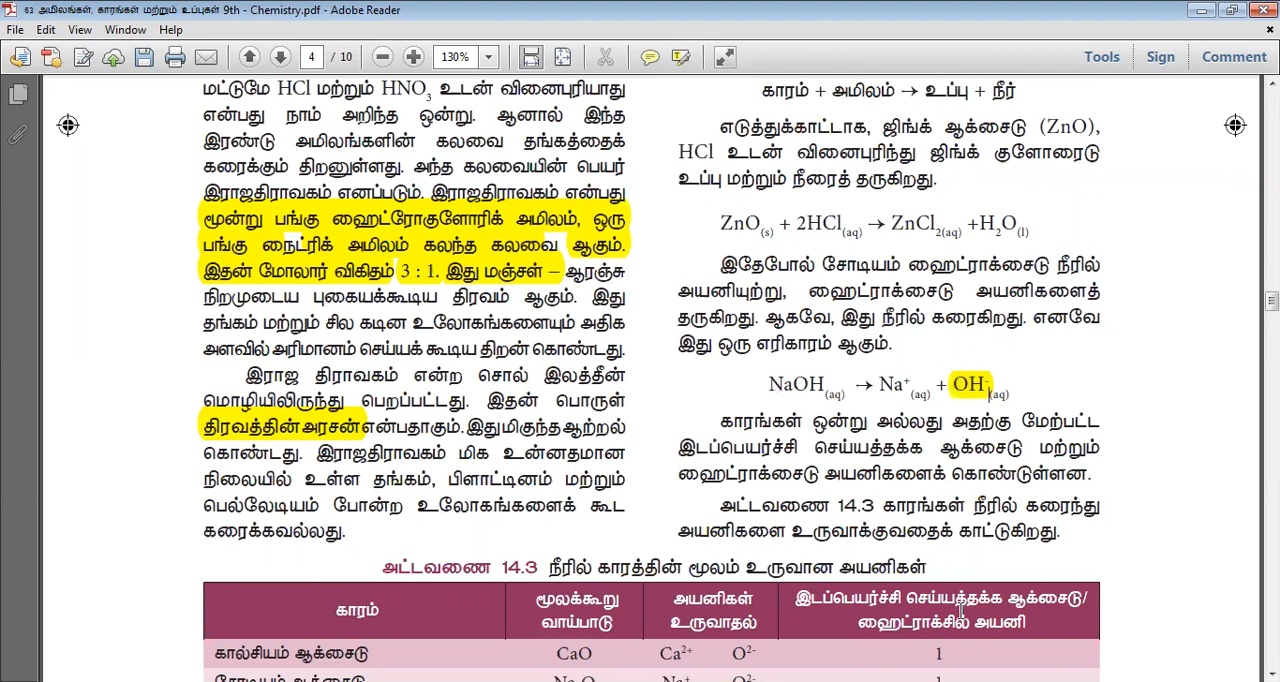 63 அமிலங்கள், காரங்கள் மற்றும் உப்புகள் 9th - Chemistry.pdf - Adobe Reader
File Edit View Window Help
4 / 10 130% Tools Sign Comment
மட்டுமே HCl மற்றும் HNO3 உடன் வினைபுரியாது
என்பது நாம் அறிந்த ஒன்று. ஆனால் இந்த
இரண்டு அமிலங்களின் கலவை தங்கத்தைக்
கரைக்கும் திறனுள்ளது. அந்த கலவையின் பெயர்
இராஜதிராவகம் எனப்படும். இராஜதிராவகம் என்பது
மூன்று பங்கு ஹைட்ரோகுளோரிக் அமிலம், ஒரு
பங்கு நைட்ரிக் அமிலம் கலந்த கலவை ஆகும்.
இதன் மோலார் விகிதம் 3 : 1. இது மஞ்சள் – ஆரஞ்சு
நிறமுடைய புகையக்கூடிய திரவம் ஆகும். இது
தங்கம் மற்றும் சில கடின உலோகங்களையும் அதிக
அளவில் அரிமானம் செய்யக் கூடிய திறன் கொண்டது.
இராஜ திராவகம் என்ற சொல் இலத்தீன்
மொழியிலிருந்து பெறப்பட்டது. இதன் பொருள்
திரவத்தின் அரசன் என்பதாகும். இது மிகுந்த ஆற்றல்
கொண்டது. இராஜதிராவகம் மிக உன்னதமான
நிலையில் உள்ள தங்கம், பிளாட்டினம் மற்றும்
பெல்லேடியம் போன்ற உலோகங்களைக் கூட
கரைக்கவல்லது.
காரம் + அமிலம் → உப்பு + நீர்
எடுத்துக்காட்டாக, ஜிங்க் ஆக்சைடு (ZnO),
HCl உடன் வினைபுரிந்து ஜிங்க் குளோரைடு
உப்பு மற்றும் நீரைத் தருகிறது.
ZnO(s) + 2HCl(aq) → ZnCl2(aq) +H2O(l)
இதேபோல் சோடியம் ஹைட்ராக்சைடு நீரில்
அயனியுற்று, ஹைட்ராக்சைடு அயனிகளைத்
தருகிறது. ஆகவே, இது நீரில் கரைகிறது. எனவே
இது ஒரு எரிகாரம் ஆகும்.
NaOH(aq) → Na+(aq) + OH-(aq)
காரங்கள் ஒன்று அல்லது அதற்கு மேற்பட்ட
இடப்பெயர்ச்சி செய்யத்தக்க ஆக்சைடு மற்றும்
ஹைட்ராக்சைடு அயனிகளைக் கொண்டுள்ளன.
அட்டவணை 14.3 காரங்கள் நீரில் கரைந்து
அயனிகளை உருவாக்குவதைக் காட்டுகிறது.
அட்டவணை 14.3 நீரில் காரத்தின் மூலம் உருவான அயனிகள்
காரம் மூலக்கூறு வாய்பாடு அயனிகள் உருவாதல் இடப்பெயர்ச்சி செய்யத்தக்க ஆக்சைடு/ ஹைட்ராக்சில் அயனி
கால்சியம் ஆக்சைடு CaO Ca2+ O2- 1